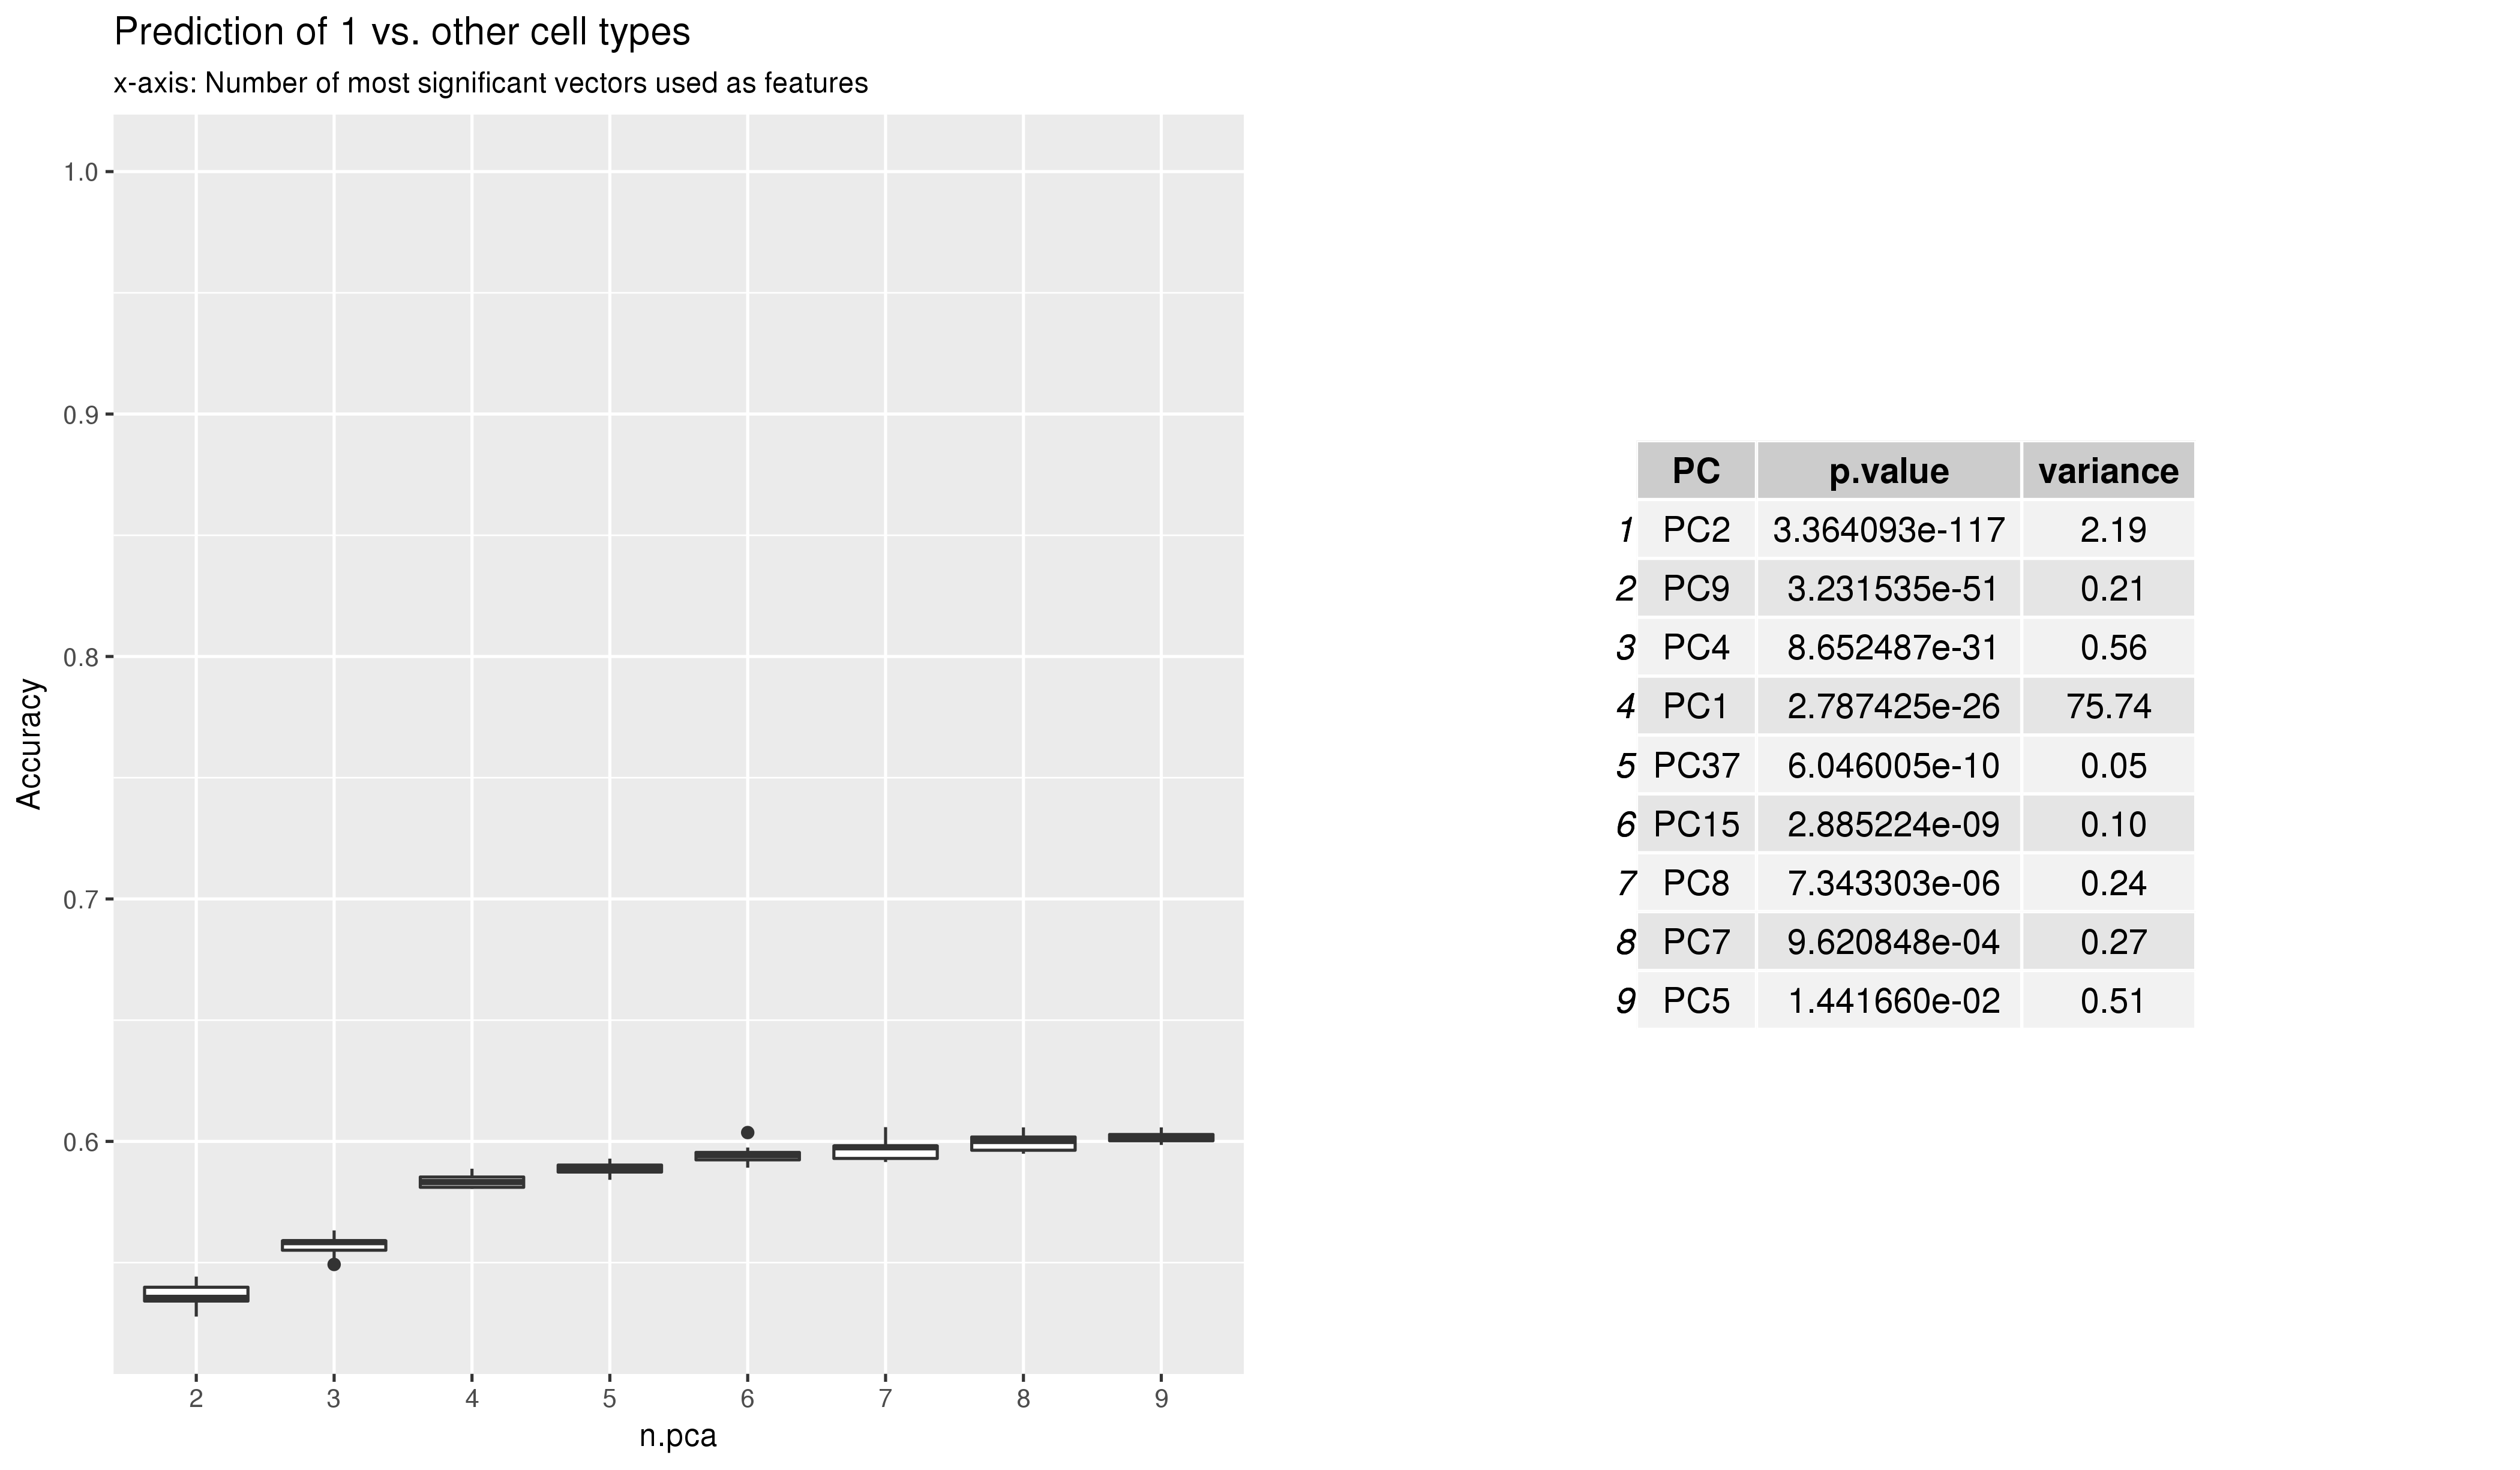 Prediction of 1 vs. other cell types
x-axis: Number of most significant vectors used as features
Accuracy
1.0
0.9
0.8
0.7
0.6
2 3 4 5 6 7 8 9
n.pca
PC p.value variance
1 PC2 3.364093e-117 2.19
2 PC9 3.231535e-51 0.21
3 PC4 8.652487e-31 0.56
4 PC1 2.787425e-26 75.74
5 PC37 6.046005e-10 0.05
6 PC15 2.885224e-09 0.10
7 PC8 7.343303e-06 0.24
8 PC7 9.620848e-04 0.27
9 PC5 1.441660e-02 0.51